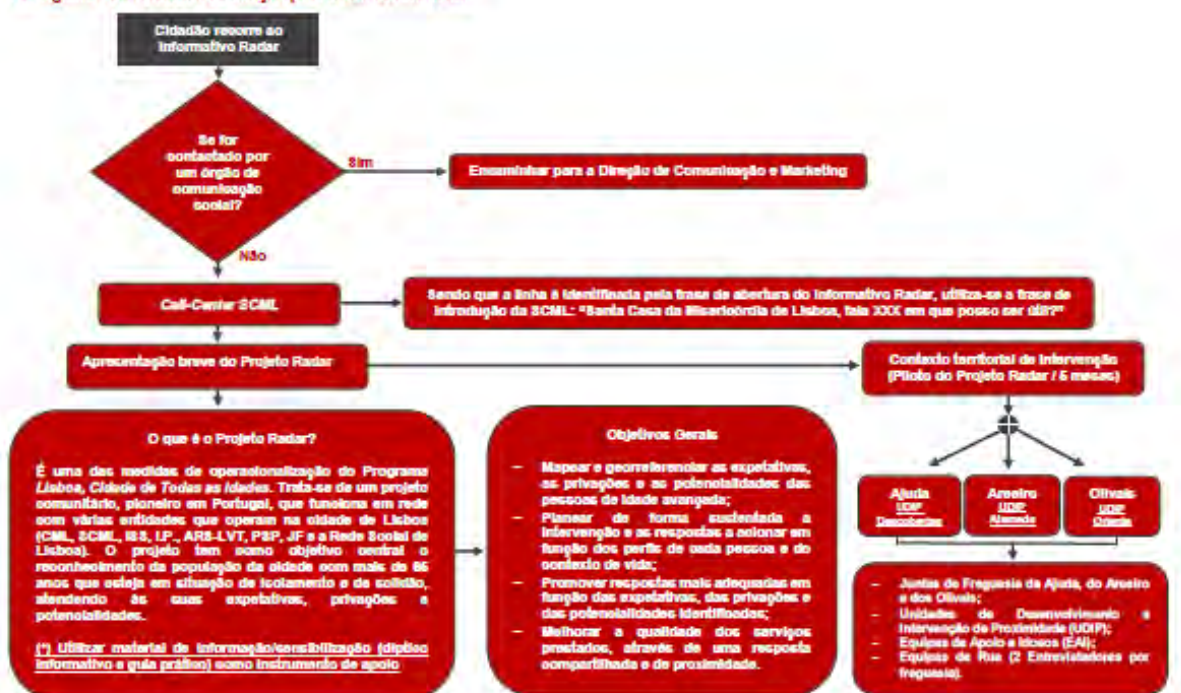 Cidadão recorre ao
Informativo Radar
Se for
contactado por
um órgão de
comunicação
social?
Sim
Encaminhar para a Direção de Comunicação e Marketing
Não
Call-Center SCML
Sendo que a linha é identificada pela frase de abertura do Informativo Radar, utiliza-se a frase de
introdução da SCML: "Santa Casa da Misericórdia de Lisboa, fala XXX em que posso ser útil?"
Apresentação breve do Projeto Radar
Contexto territorial de Intervenção
(Piloto do Projeto Radar / 6 meses)
O que é o Projeto Radar?
É uma das medidas de operacionalização do Programa
Lisboa, Cidade de Todas as Idades. Trata-se de um projeto
comunitário, pioneiro em Portugal, que funciona em rede
com várias entidades que operam na cidade de Lisboa
(CML, SCML, ISS, I.P., ARS-LVT, PSP, JF e a Rede Social de
Lisboa). O projeto tem como objetivo central o
reconhecimento da população da cidade com mais de 65
anos que esteja em situação de isolamento e de solidão,
atendendo às suas expetativas, privações e
potencialidades.
(*) Utilizar material de informação/sensibilização (díptico
informativo e guia prático) como instrumento de apoio
Objetivos Gerais
– Mapear e georreferenciar as expetativas,
as privações e as potencialidades das
pessoas de idade avançada;
– Planear de forma sustentada a
intervenção e as respostas a acionar em
função dos perfis de cada pessoa e do
contexto de vida;
– Promover respostas mais adequadas em
função das expetativas, das privações e
das potencialidades identificadas;
– Melhorar a qualidade dos serviços
prestados, através de uma resposta
compartilhada e de proximidade.
Ajuda
UDIP
Descobertas
Areeiro
UDIP
Alameda
Olivais
UDIP
Oriente
– Juntas de Freguesia da Ajuda, do Areeiro
e dos Olivais;
– Unidades de Desenvolvimento e
Intervenção de Proximidade (UDIP);
– Equipas de Apoio a Idosos (EAI);
– Equipas de Rua (2 Entrevistadores por
freguesia).